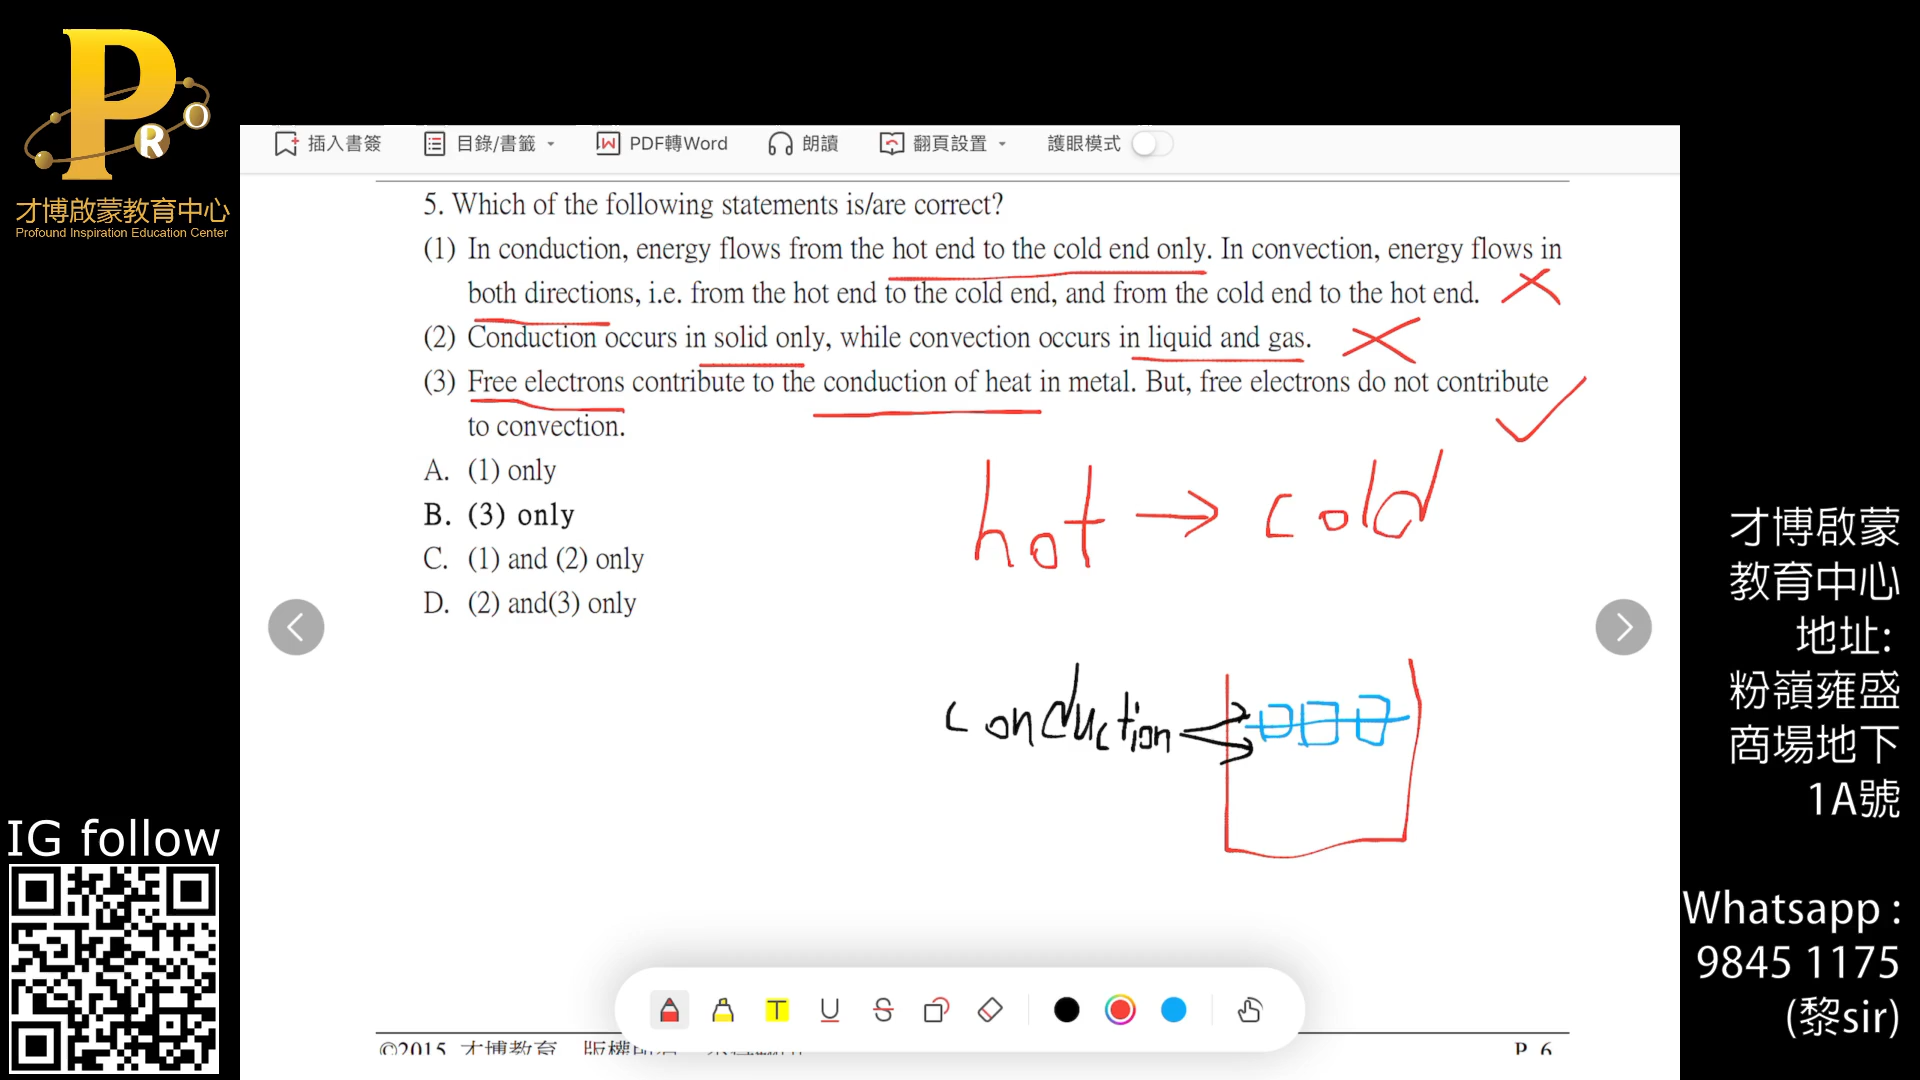 P
R
O
才博啟蒙教育中心
Profound Inspiration Education Center
插入書簽
目錄/書籤
PDF轉Word
朗讀
翻頁設置
護眼模式
5. Which of the following statements is/are correct?
(1) In conduction, energy flows from the hot end to the cold end only. In convection, energy flows in
both directions, i.e. from the hot end to the cold end, and from the cold end to the hot end.
(2) Conduction occurs in solid only, while convection occurs in liquid and gas.
(3) Free electrons contribute to the conduction of heat in metal. But, free electrons do not contribute
to convection.
A. (1) only
B. (3) only
C. (1) and (2) only
D. (2) and(3) only
hot → cold
conduction
T
U
S
©2015 才博教育
P. 6
IG follow
才博啟蒙
教育中心
地址:
粉嶺雍盛
商場地下
1A號
Whatsapp :
9845 1175
(黎sir)